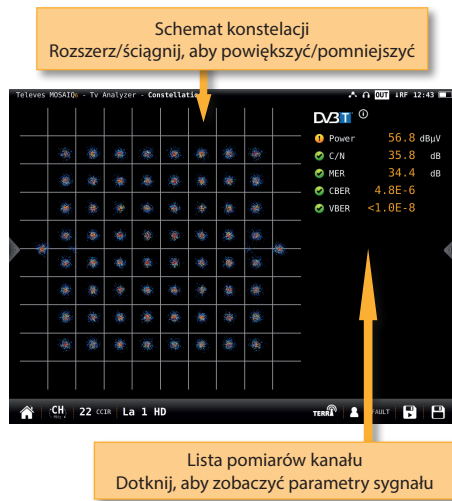 Schemat konstelacji
Rozszerz/ściągnij, aby powiększyć/pomniejszyć
Televes MOSAIQ6 - Tv Analyzer - Constellation
OUT ↓RF 12:43
DVB T
Power 56.8 dBµV
C/N 35.8 dB
MER 34.4 dB
CBER 4.8E-6
VBER <1.0E-8
CH 22 CCIR La 1 HD
TERR
Lista pomiarów kanału
Dotknij, aby zobaczyć parametry sygnału